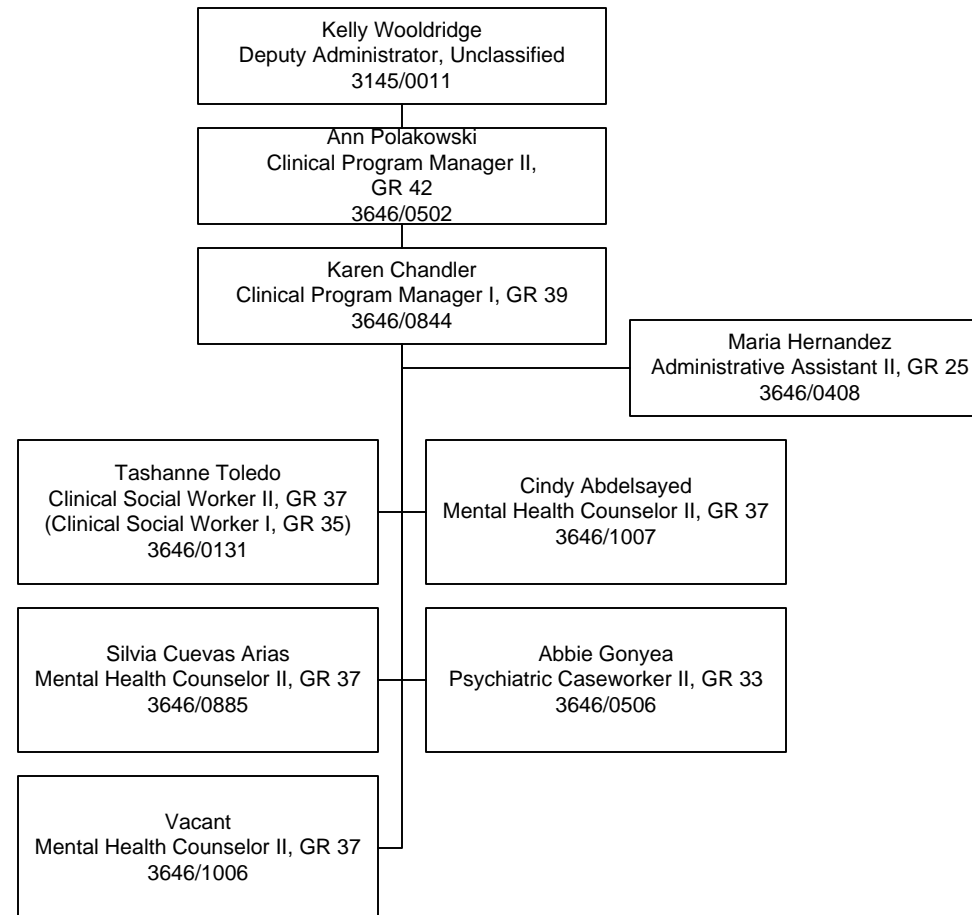 Kelly Wooldridge
Deputy Administrator, Unclassified
3145/0011
Ann Polakowski
Clinical Program Manager II,
GR 42
3646/0502
Karen Chandler
Clinical Program Manager I, GR 39
3646/0844
Maria Hernandez
Administrative Assistant II, GR 25
3646/0408
Tashanne Toledo
Clinical Social Worker II, GR 37
(Clinical Social Worker I, GR 35)
3646/0131
Cindy Abdelsayed
Mental Health Counselor II, GR 37
3646/1007
Silvia Cuevas Arias
Mental Health Counselor II, GR 37
3646/0885
Abbie Gonyea
Psychiatric Caseworker II, GR 33
3646/0506
Vacant
Mental Health Counselor II, GR 37
3646/1006